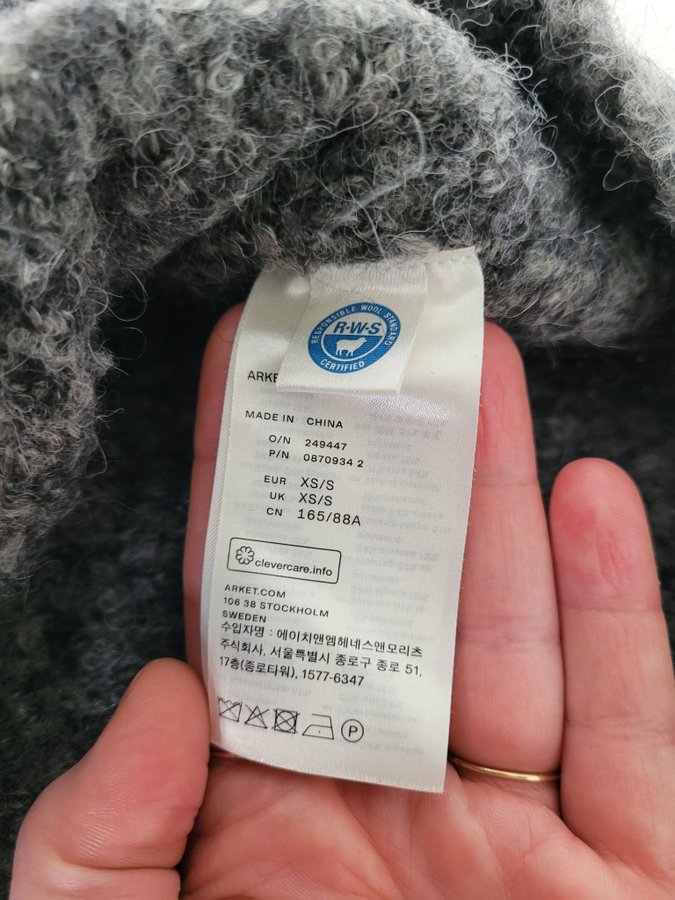 RESPONSIBLE WOOL STANDARD
R·W·S
CERTIFIED
ARKE
MADE IN CHINA
O/N 249447
P/N 0870934 2
EUR XS/S
UK XS/S
CN 165/88A
clevercare.info
ARKET.COM
106 38 STOCKHOLM
SWEDEN
수입자명 : 에이치앤엠헤네스앤모리츠
주식회사, 서울특별시 종로구 종로 51,
17층(종로타워), 1577-6347
P